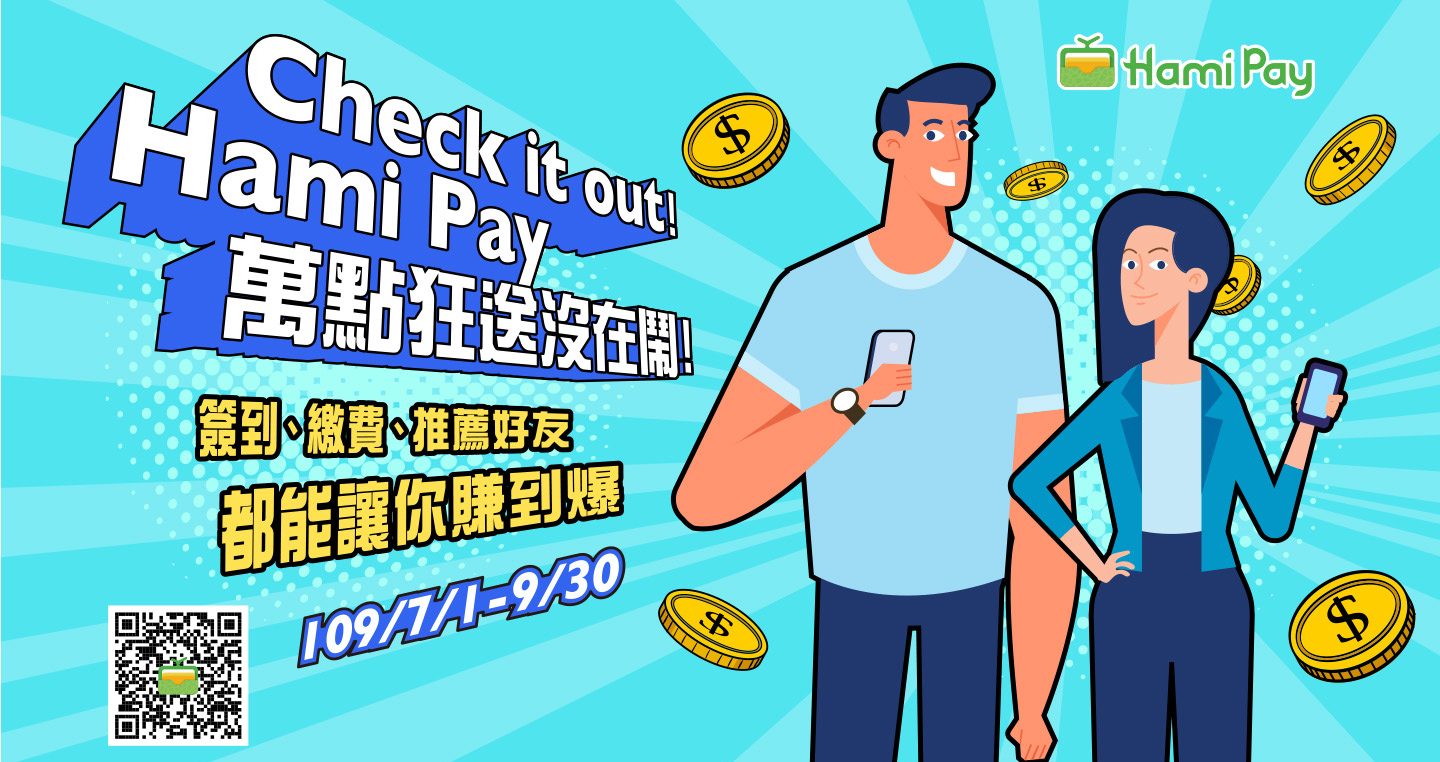 Check it out!
Hami Pay
萬點狂送沒在鬧!
簽到、繳費、推薦好友
都能讓你賺到爆
109/7/1-9/30
Hami Pay